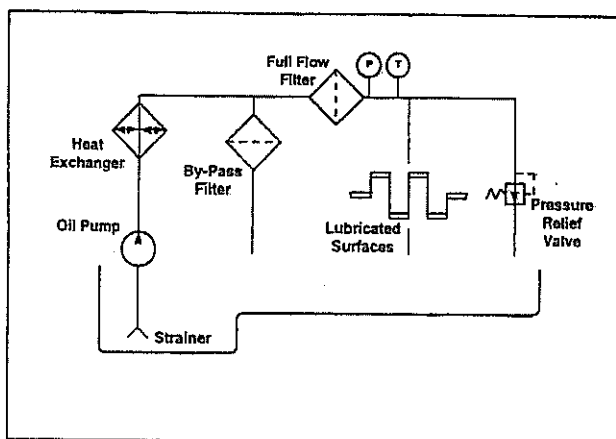 Full Flow
Filter
P
T
Heat
Exchanger
By-Pass
Filter
Oil Pump
Lubricated
Surfaces
Pressure
Relief
Valve
Strainer